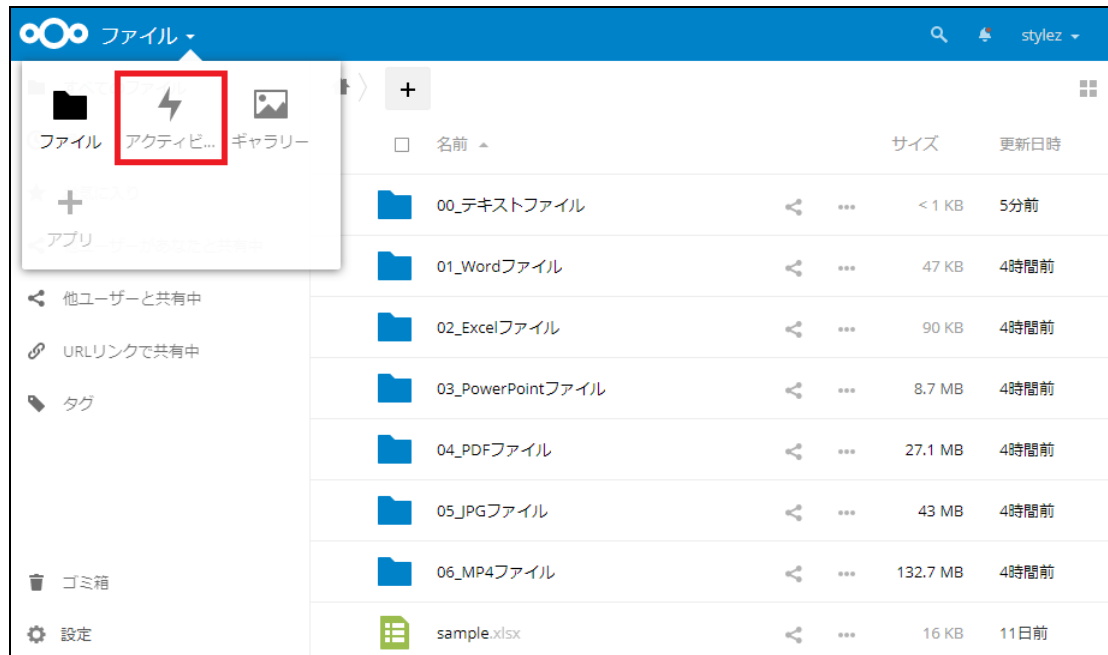 ファイル
stylez
ファイル
アクティビ...
ギャラリー
アプリ
他ユーザーと共有中
URLリンクで共有中
タグ
ゴミ箱
設定
+
名前 サイズ 更新日時
00_テキストファイル < 1 KB 5分前
01_Wordファイル 47 KB 4時間前
02_Excelファイル 90 KB 4時間前
03_PowerPointファイル 8.7 MB 4時間前
04_PDFファイル 27.1 MB 4時間前
05_JPGファイル 43 MB 4時間前
06_MP4ファイル 132.7 MB 4時間前
sample.xlsx 16 KB 11日前